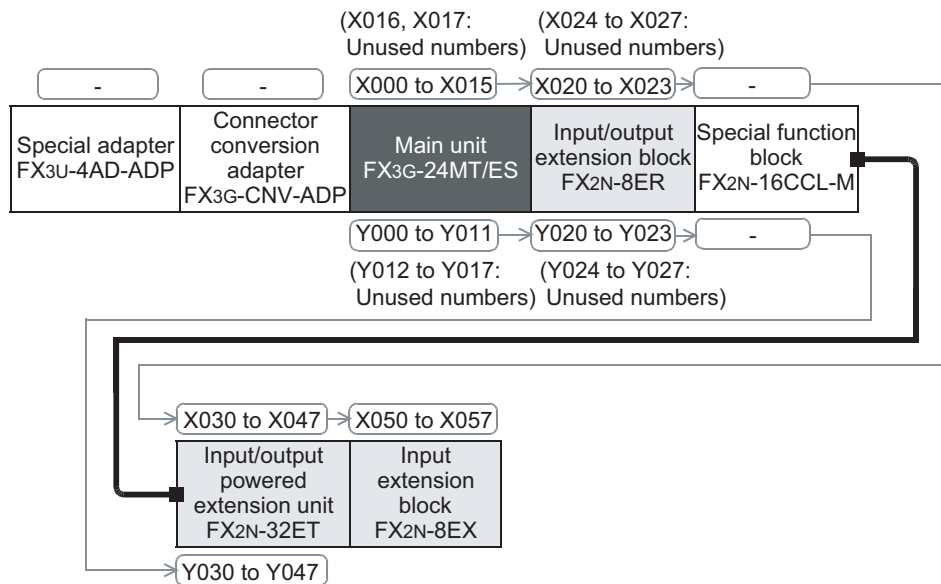 (X016, X017: (X024 to X027:
Unused numbers) Unused numbers)
- - X000 to X015 X020 to X023 -
Special adapter
FX3U-4AD-ADP
Connector
conversion
adapter
FX3G-CNV-ADP
Main unit
FX3G-24MT/ES
Input/output
extension block
FX2N-8ER
Special function
block
FX2N-16CCL-M
Y000 to Y011 Y020 to Y023 -
(Y012 to Y017: (Y024 to Y027:
Unused numbers) Unused numbers)
X030 to X047 X050 to X057
Input/output
powered
extension unit
FX2N-32ET
Input
extension
block
FX2N-8EX
Y030 to Y047